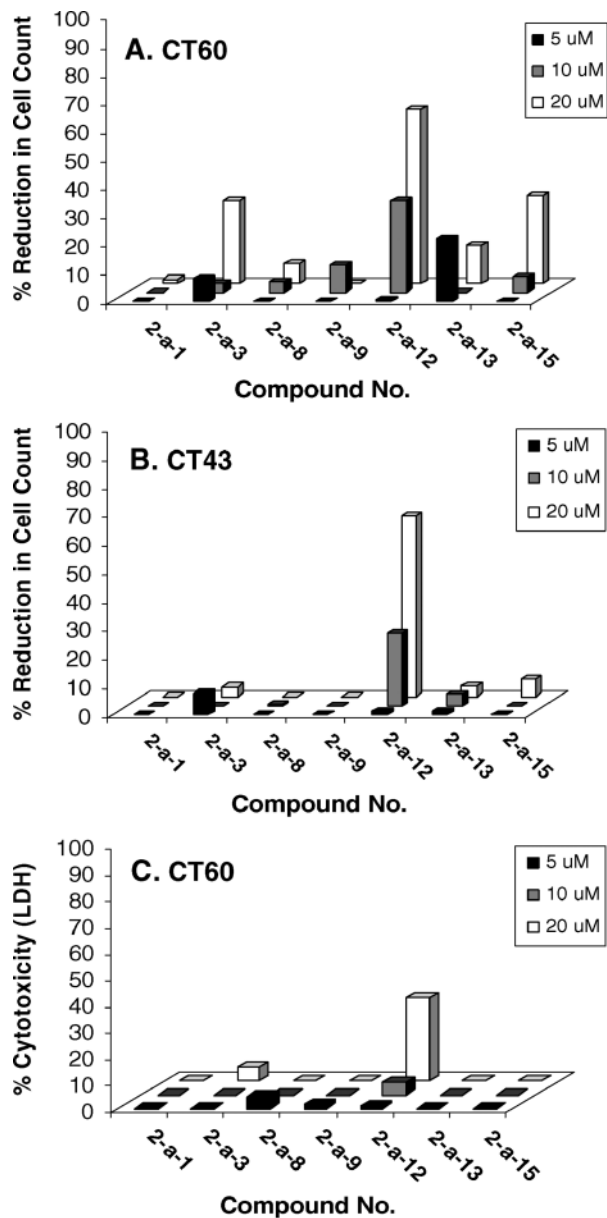 A. CT60
% Reduction in Cell Count
100
90
80
70
60
50
40
30
20
10
0
5 uM
10 uM
20 uM
2-a-1
2-a-3
2-a-8
2-a-9
2-a-12
2-a-13
2-a-15
Compound No.
B. CT43
% Reduction in Cell Count
100
90
80
70
60
50
40
30
20
10
0
5 uM
10 uM
20 uM
2-a-1
2-a-3
2-a-8
2-a-9
2-a-12
2-a-13
2-a-15
Compound No.
C. CT60
% Cytotoxicity (LDH)
100
90
80
70
60
50
40
30
20
10
0
5 uM
10 uM
20 uM
2-a-1
2-a-3
2-a-8
2-a-9
2-a-12
2-a-13
2-a-15
Compound No.